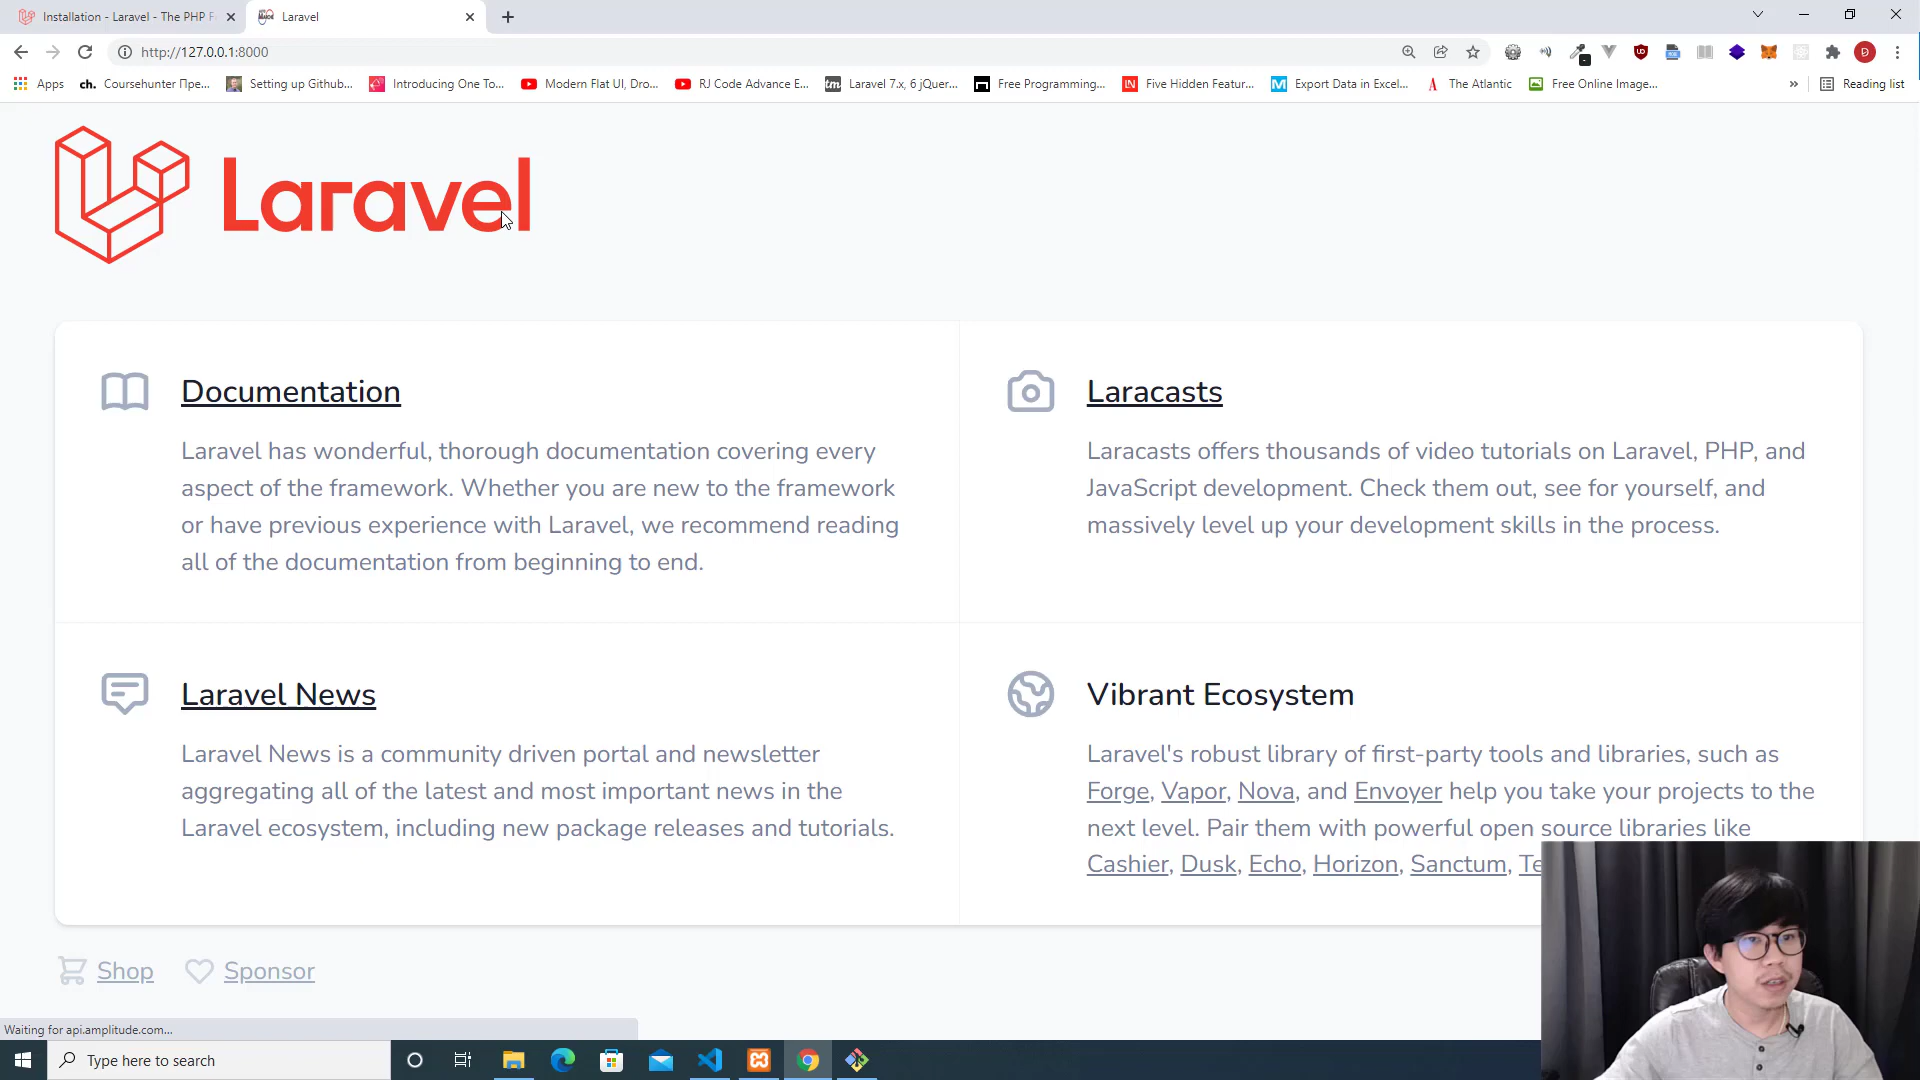 Installation - Laravel - The PHP F
Laravel
http://127.0.0.1:8000
Apps
ch. Coursehunter Пре...
Setting up Github...
Introducing One To...
Modern Flat UI, Dro...
RJ Code Advance E...
tm Laravel 7.x, 6 jQuer...
Free Programming...
Five Hidden Featur...
Export Data in Excel...
The Atlantic
Free Online Image...
»
Reading list
Laravel
Documentation
Laravel has wonderful, thorough documentation covering every
aspect of the framework. Whether you are new to the framework
or have previous experience with Laravel, we recommend reading
all of the documentation from beginning to end.
Laracasts
Laracasts offers thousands of video tutorials on Laravel, PHP, and
JavaScript development. Check them out, see for yourself, and
massively level up your development skills in the process.
Laravel News
Laravel News is a community driven portal and newsletter
aggregating all of the latest and most important news in the
Laravel ecosystem, including new package releases and tutorials.
Vibrant Ecosystem
Laravel's robust library of first-party tools and libraries, such as
Forge, Vapor, Nova, and Envoyer help you take your projects to the
next level. Pair them with powerful open source libraries like
Cashier, Dusk, Echo, Horizon, Sanctum, Te
Shop
Sponsor
Waiting for api.amplitude.com...
Type here to search